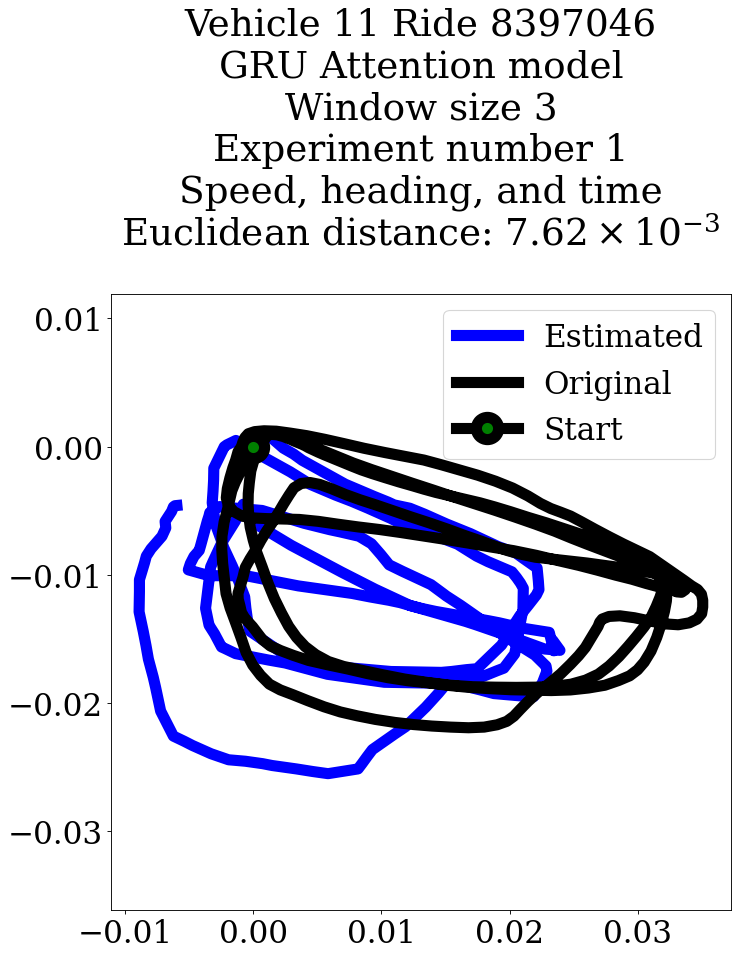 Vehicle 11 Ride 8397046
GRU Attention model
Window size 3
Experiment number 1
Speed, heading, and time
Euclidean distance: 7.62 × 10⁻³
Estimated
Original
Start
0.01
0.00
−0.01
−0.02
−0.03
−0.01 0.00 0.01 0.02 0.03